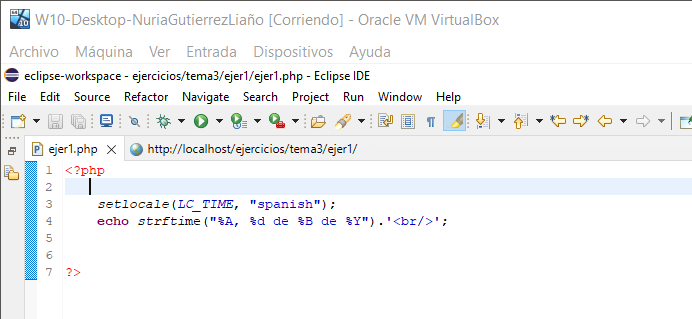 W10-Desktop-NuriaGutierrezLiaño [Corriendo] - Oracle VM VirtualBox
Archivo Máquina Ver Entrada Dispositivos Ayuda
eclipse-workspace - ejercicios/tema3/ejer1/ejer1.php - Eclipse IDE
File Edit Source Refactor Navigate Search Project Run Window Help
ejer1.php http://localhost/ejercicios/tema3/ejer1/
1 <?php
2
3 setlocale(LC_TIME, "spanish");
4 echo strftime("%A, %d de %B de %Y").'<br/>';
5
6
7 ?>